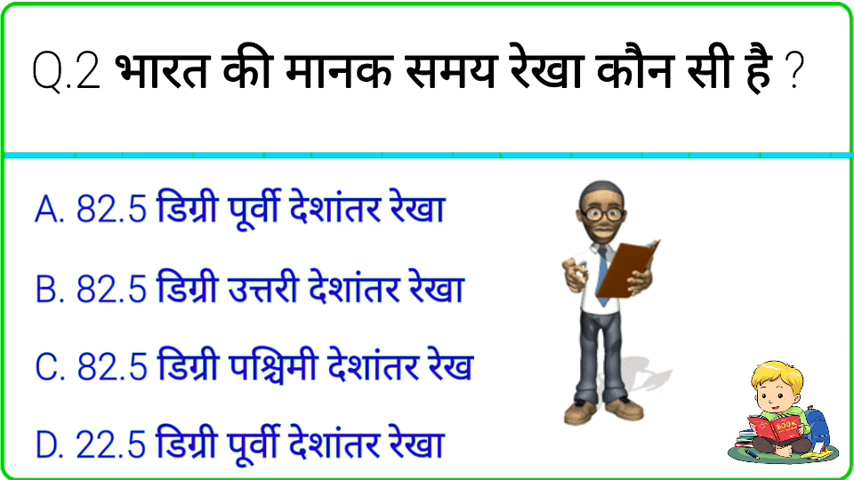 Q.2 भारत की मानक समय रेखा कौन सी है ?
A. 82.5 डिग्री पूर्वी देशांतर रेखा
B. 82.5 डिग्री उत्तरी देशांतर रेखा
C. 82.5 डिग्री पश्चिमी देशांतर रेख
D. 22.5 डिग्री पूर्वी देशांतर रेखा
BOOK